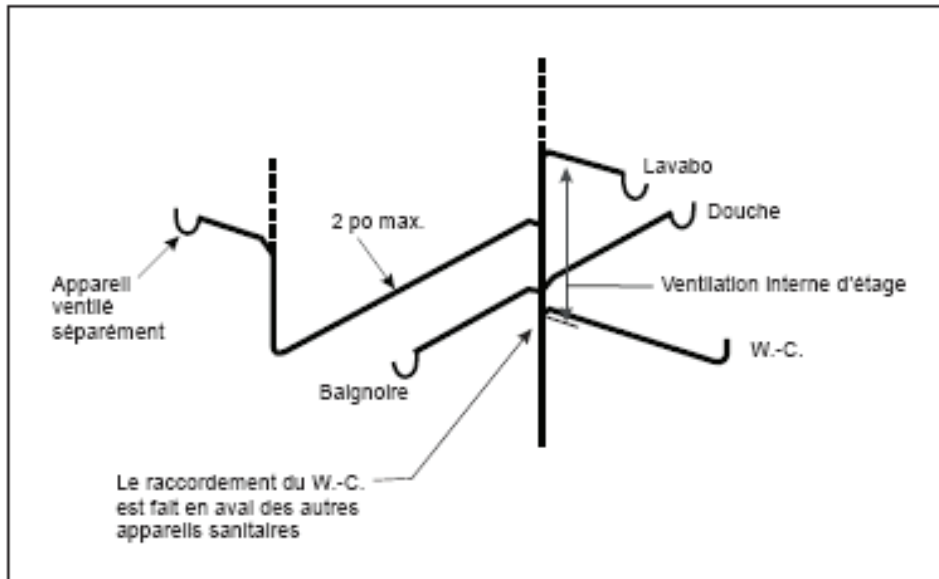 Lavabo
Douche
2 po max.
Appareil
ventilé
séparément
Ventilation interne d'étage
W.-C.
Baignoire
Le raccordement du W.-C.
est fait en aval des autres
appareils sanitaires